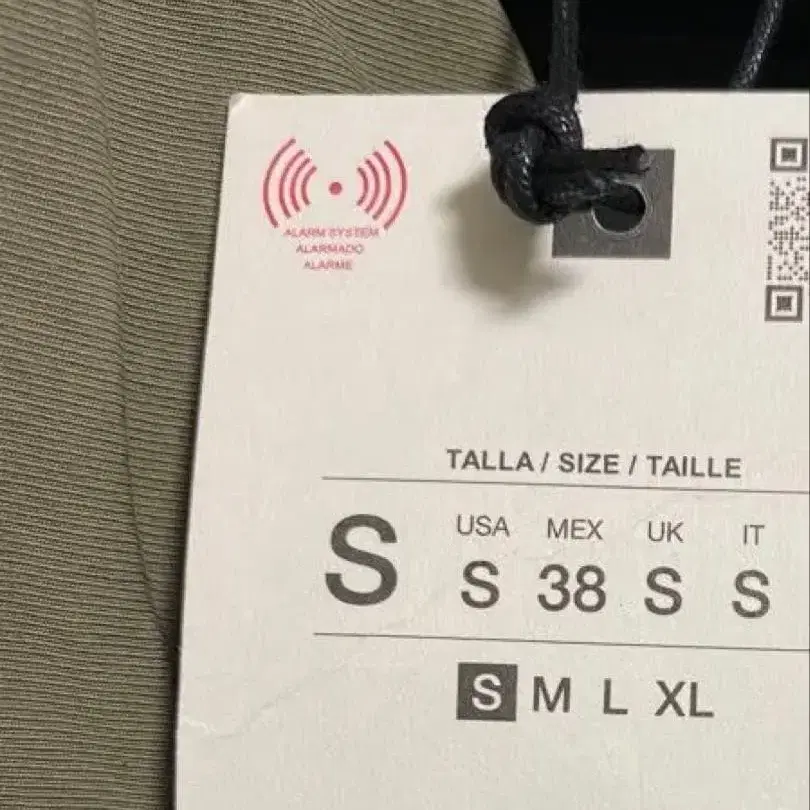 ALARM SYSTEM
ALARMADO
ALARME
TALLA / SIZE / TAILLE
S
USA MEX UK IT
S 38 S S
S M L XL